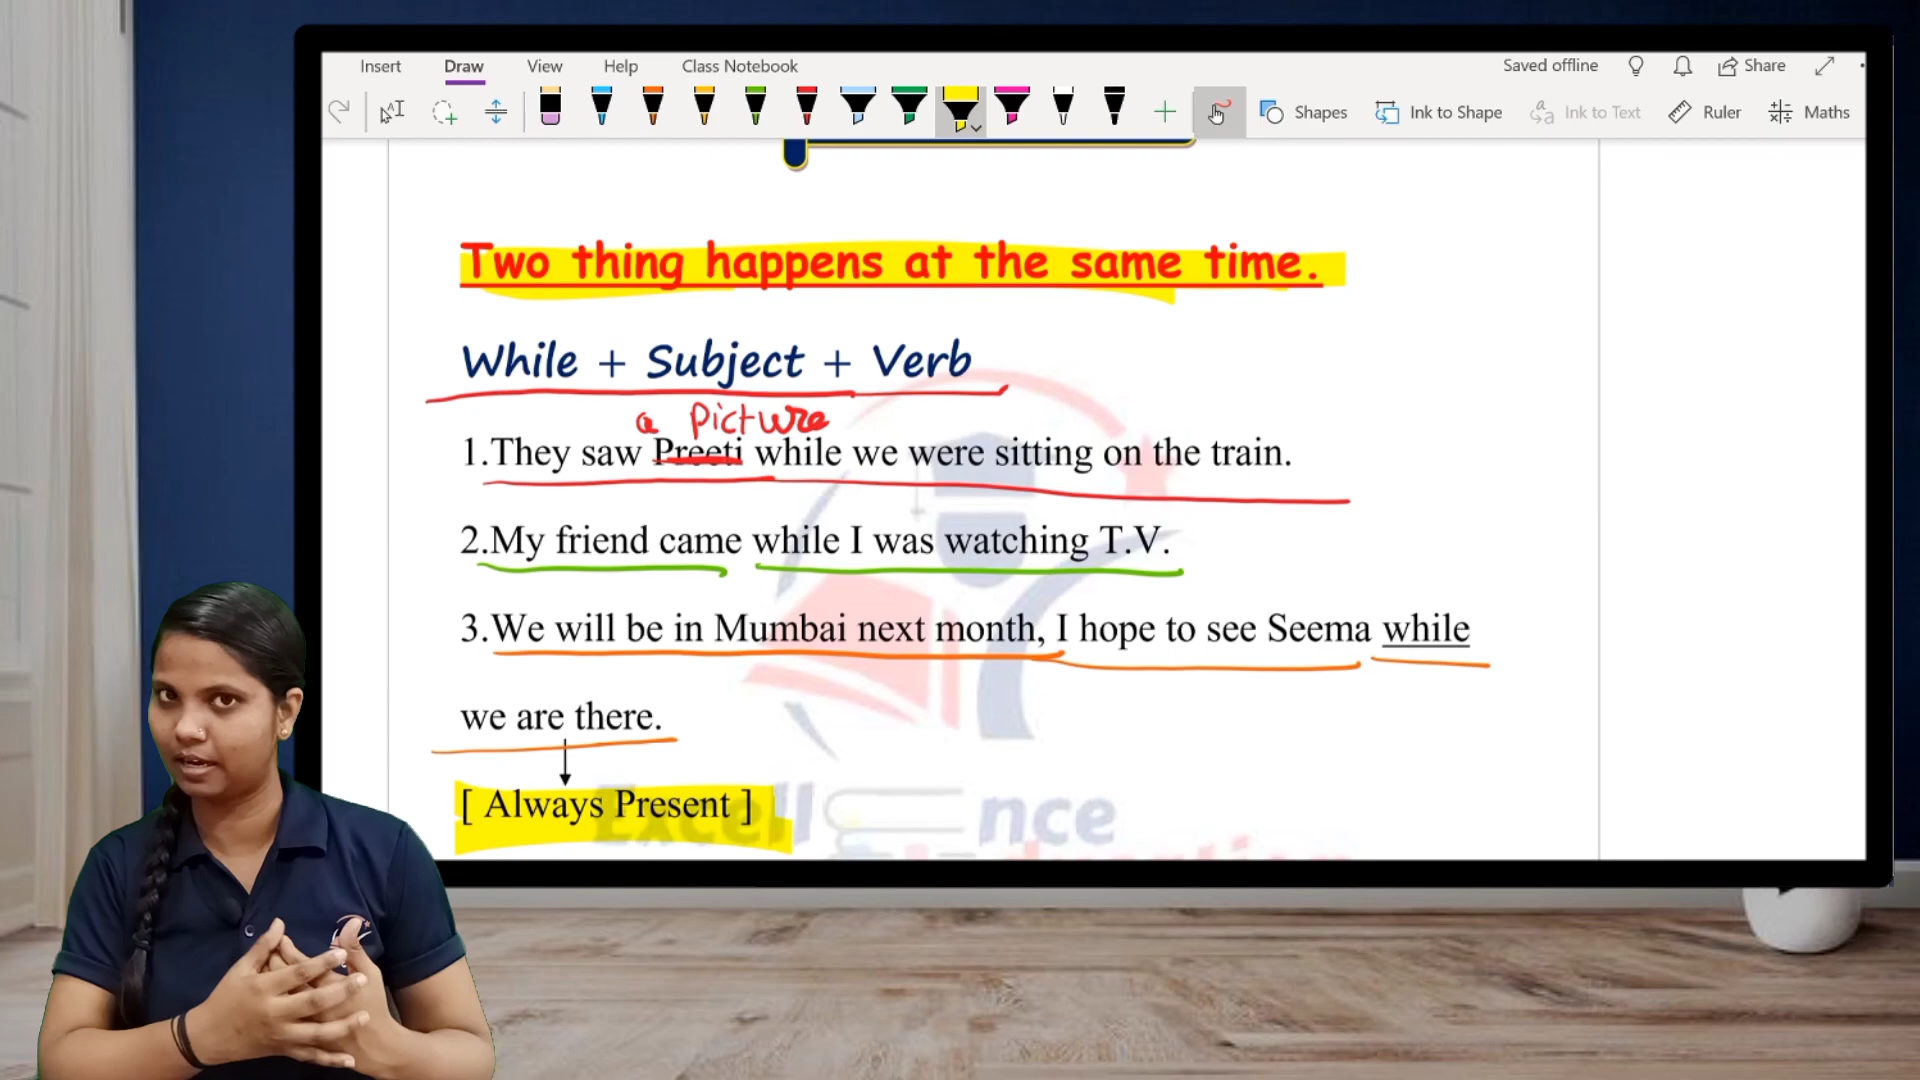 Insert Draw View Help Class Notebook Saved offline Share
Shapes Ink to Shape Ink to Text Ruler Maths
Two thing happens at the same time.
While + Subject + Verb
a Picture
1.They saw Preeti while we were sitting on the train.
2.My friend came while I was watching T.V.
3.We will be in Mumbai next month, I hope to see Seema while
we are there.
[ Always Present ]
Excell nce